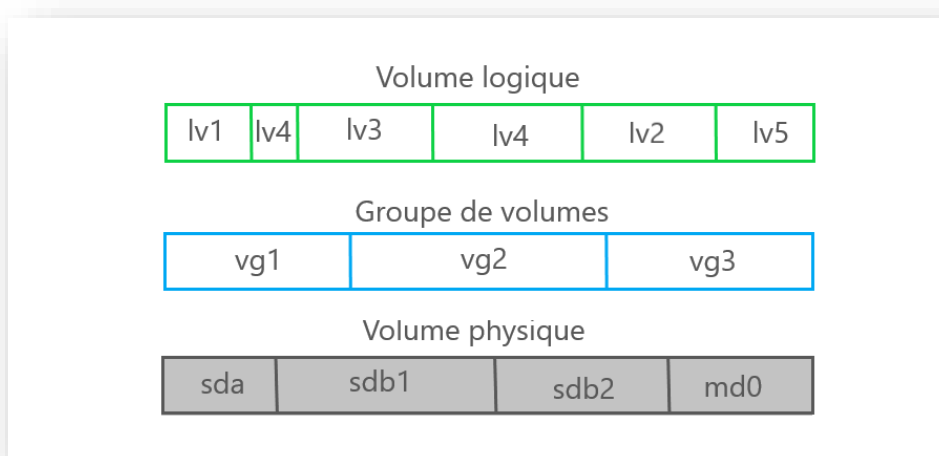 Volume logique
lv1 lv4 lv3 lv4 lv2 lv5
Groupe de volumes
vg1 vg2 vg3
Volume physique
sda sdb1 sdb2 md0